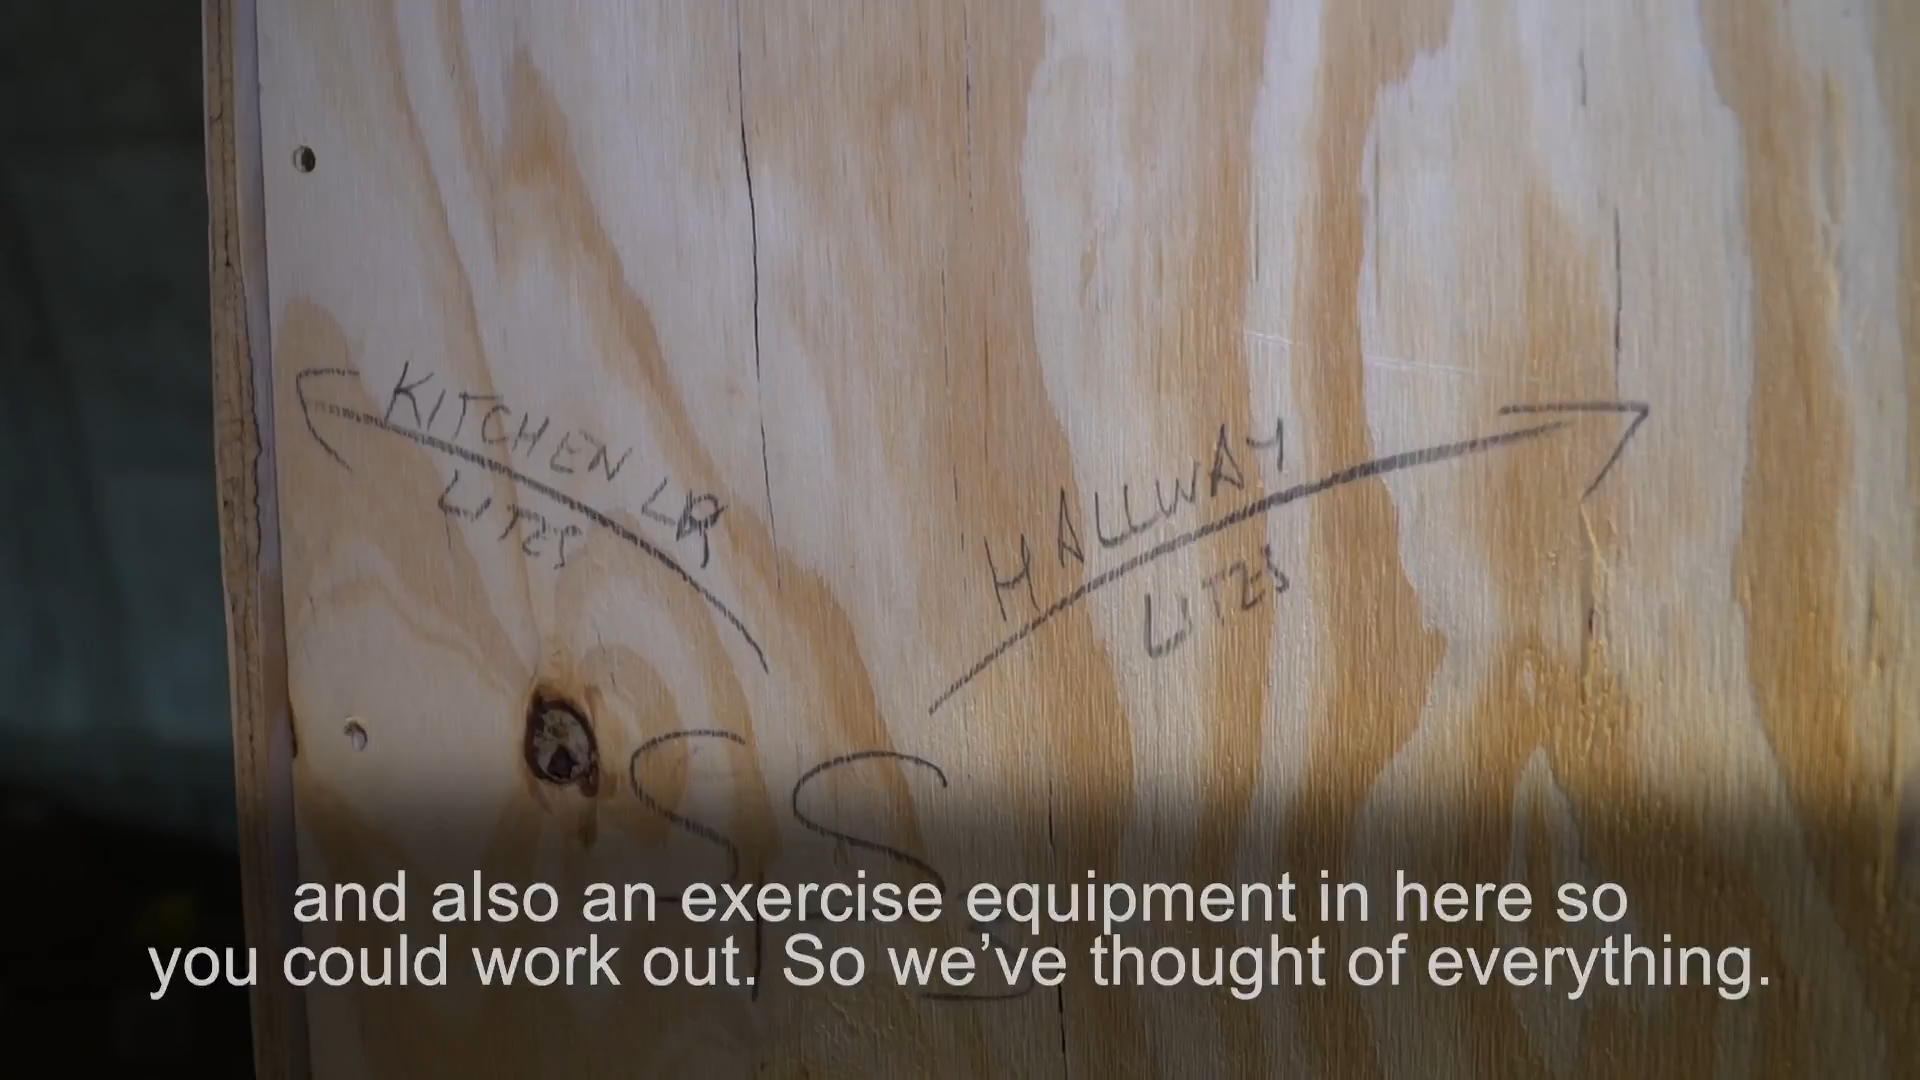 KITCHEN LR
LITES
HALLWAY
LITES
S S
and also an exercise equipment in here so
you could work out. So we've thought of everything.